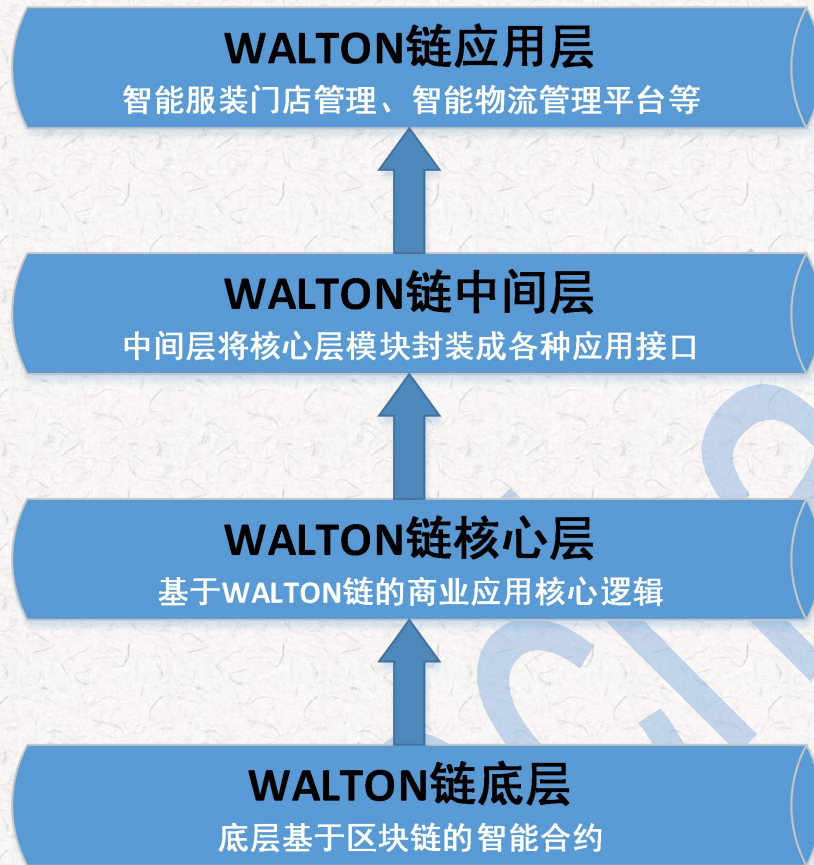 WALTON链应用层
智能服装门店管理、智能物流管理平台等
WALTON链中间层
中间层将核心层模块封装成各种应用接口
WALTON链核心层
基于WALTON链的商业应用核心逻辑
WALTON链底层
底层基于区块链的智能合约